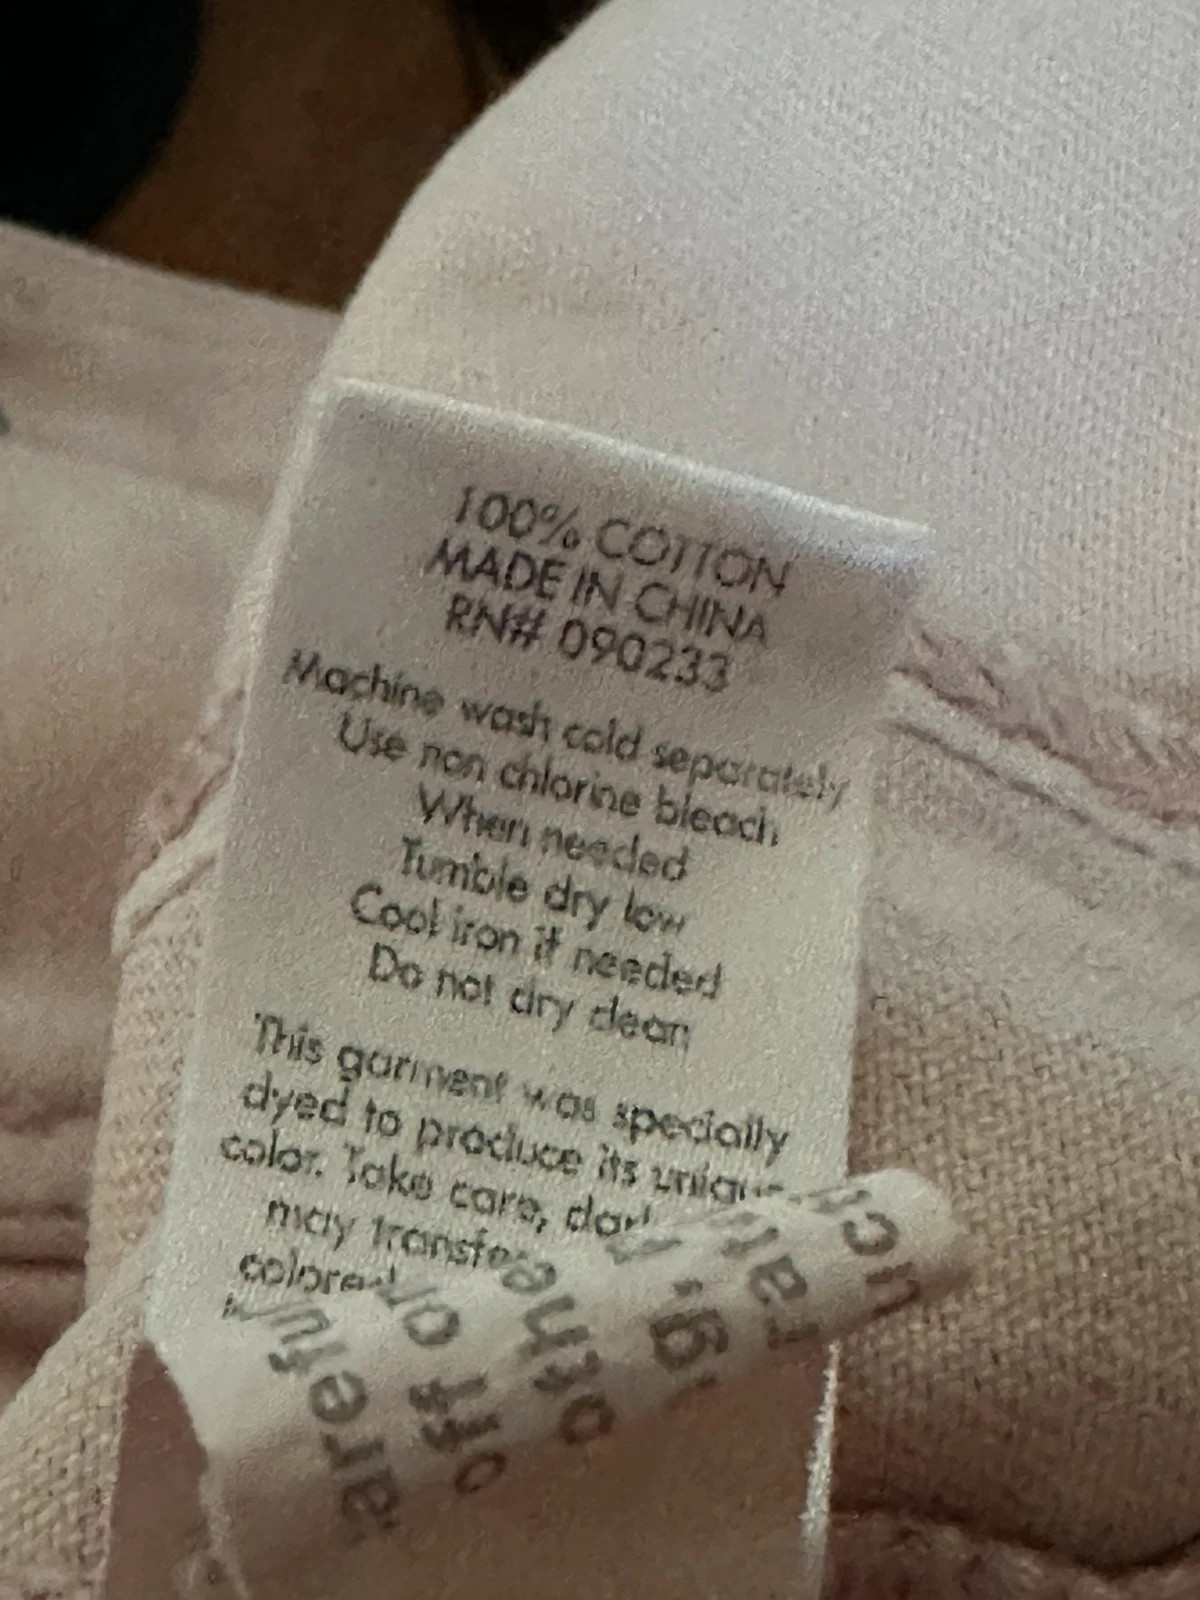 100% COTTON
MADE IN CHINA
RN# 090233
Machine wash cold separately
Use non chlorine bleach
When needed
Tumble dry low
Cool iron if needed
Do not dry clean
This garment was specially
dyed to produce its
color. Take care,
may